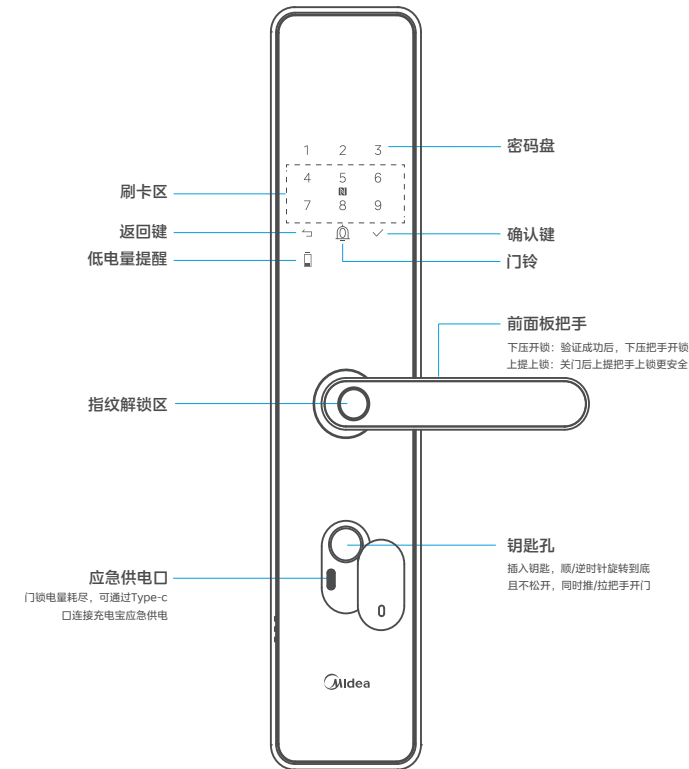 1 2 3
密码盘
4 5 6
刷卡区
7 8 9
返回键
确认键
低电量提醒
门铃
前面板把手
下压开锁：验证成功后，下压把手开锁
上提上锁：关门后上提把手上锁更安全
指纹解锁区
钥匙孔
插入钥匙，顺/逆时针旋转到底
且不松开，同时推/拉把手开门
应急供电口
门锁电量耗尽，可通过Type-c
口连接充电宝应急供电
Midea